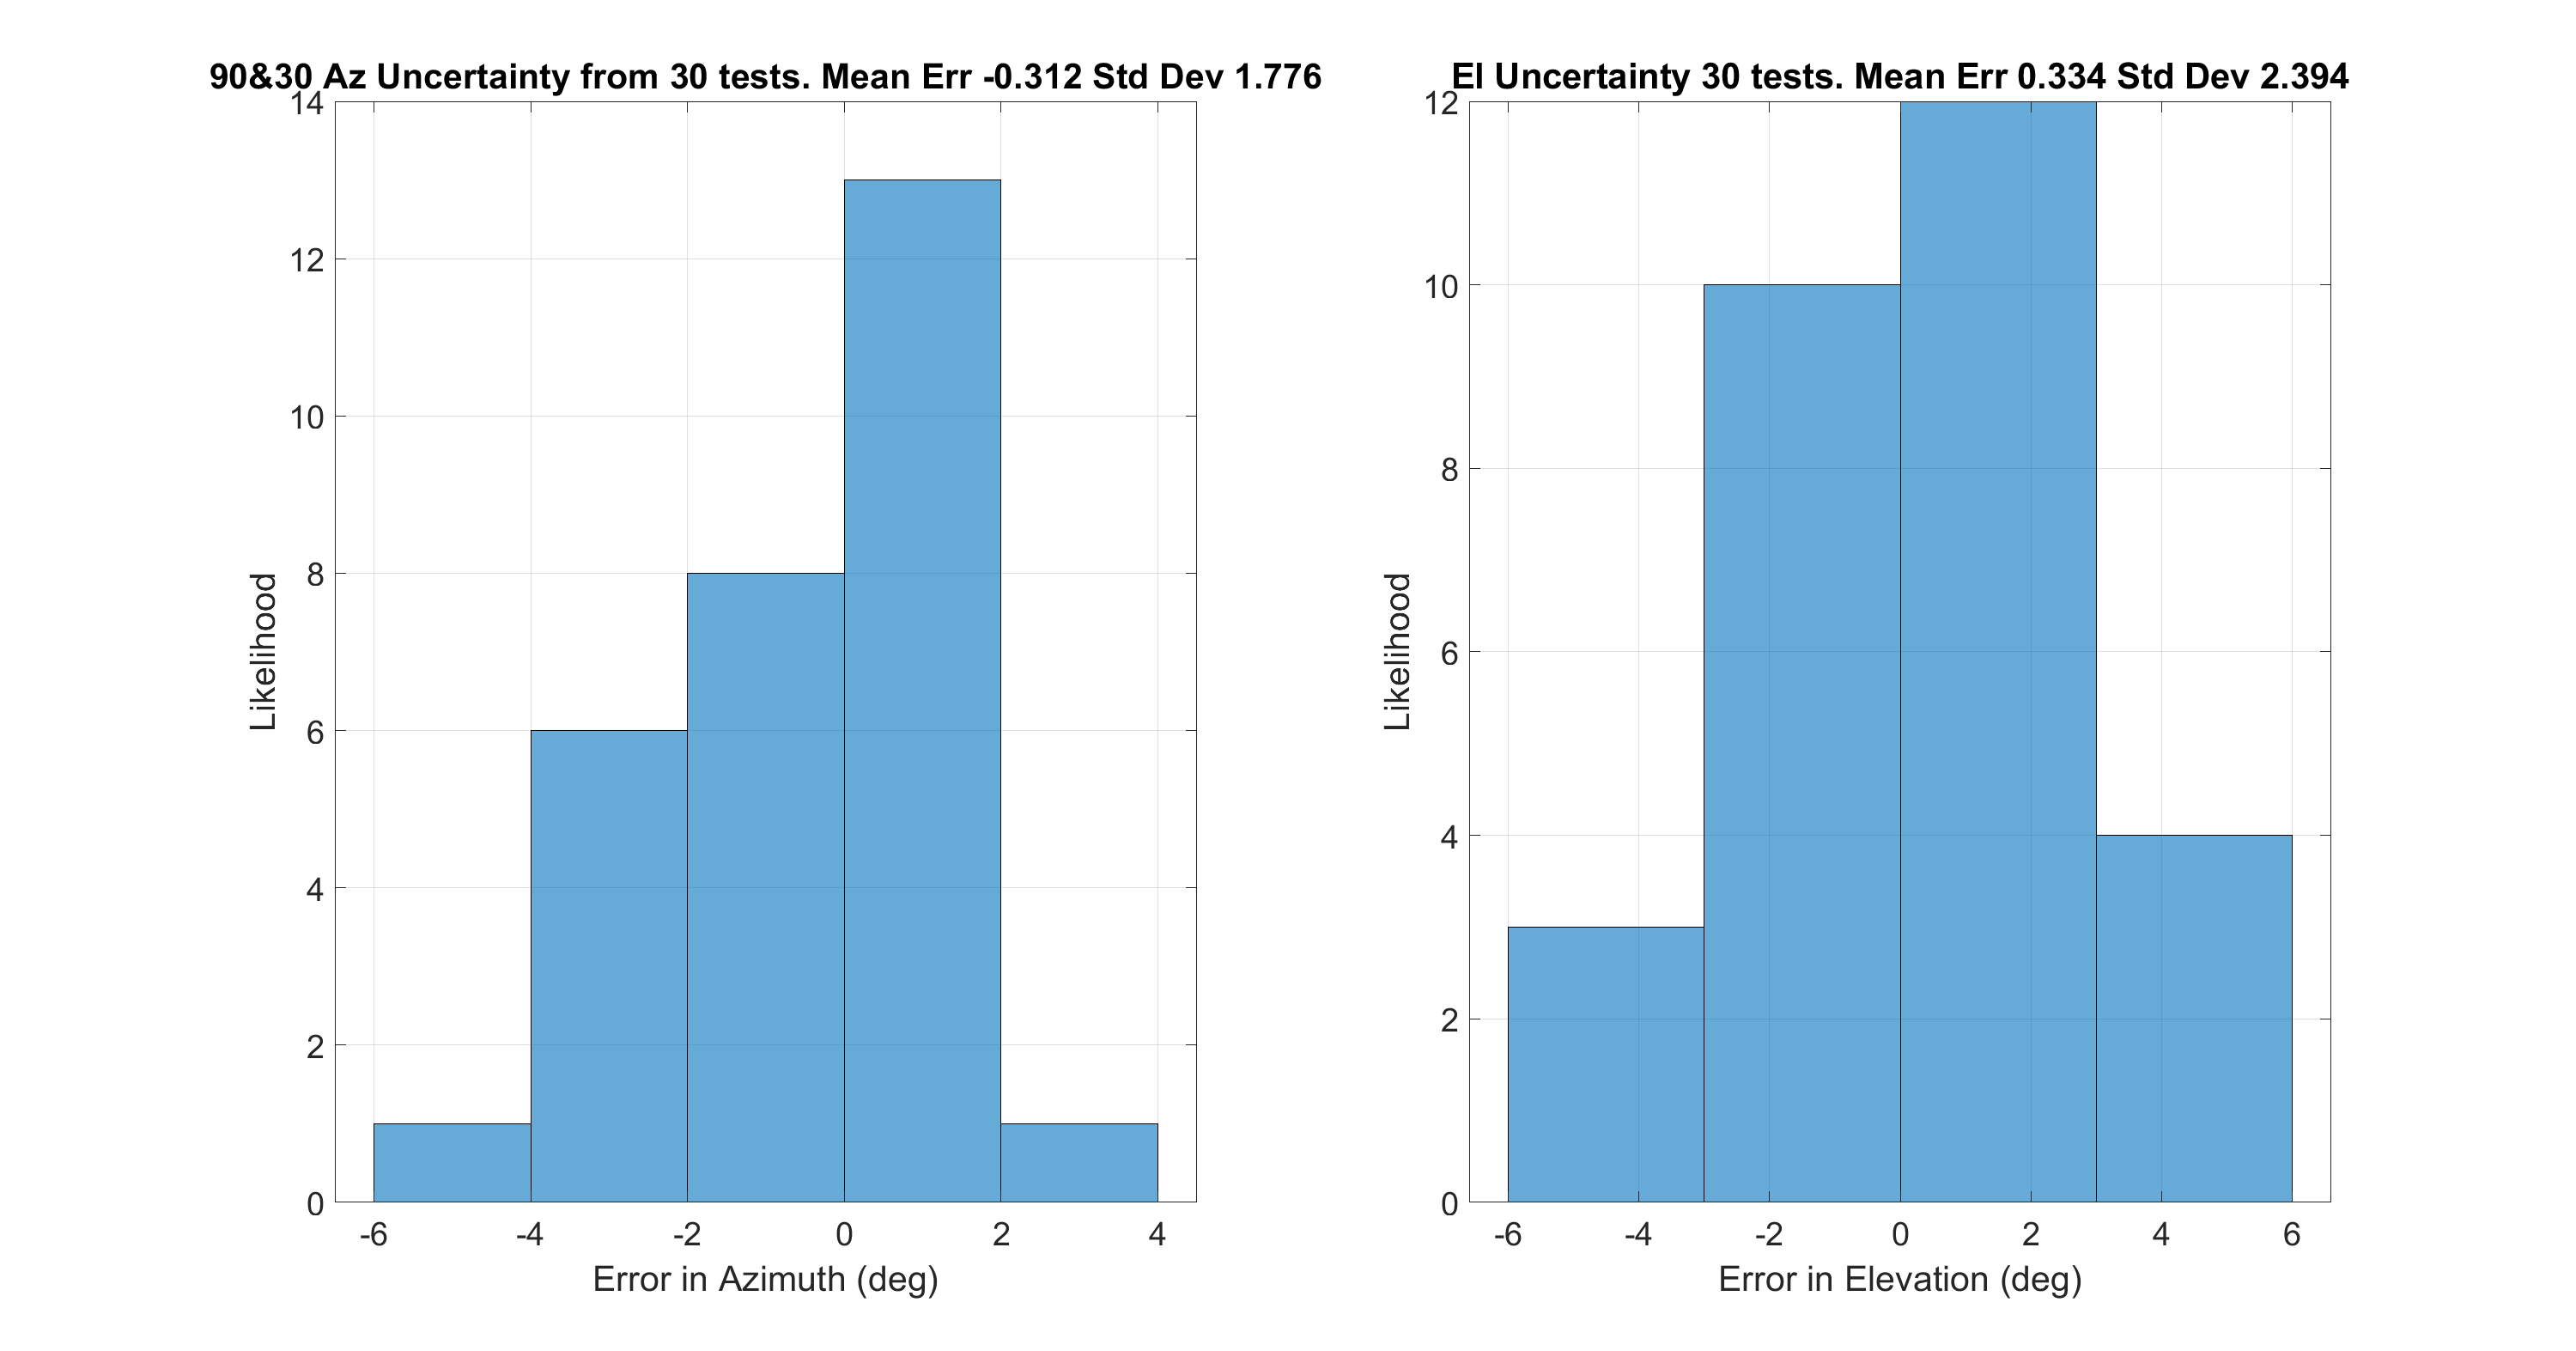 90&30 Az Uncertainty from 30 tests. Mean Err -0.312 Std Dev 1.776
14
12
10
8
6
4
2
0
Likelihood
-6 -4 -2 0 2 4
Error in Azimuth (deg)
El Uncertainty 30 tests. Mean Err 0.334 Std Dev 2.394
12
10
8
6
4
2
0
Likelihood
-6 -4 -2 0 2 4 6
Error in Elevation (deg)